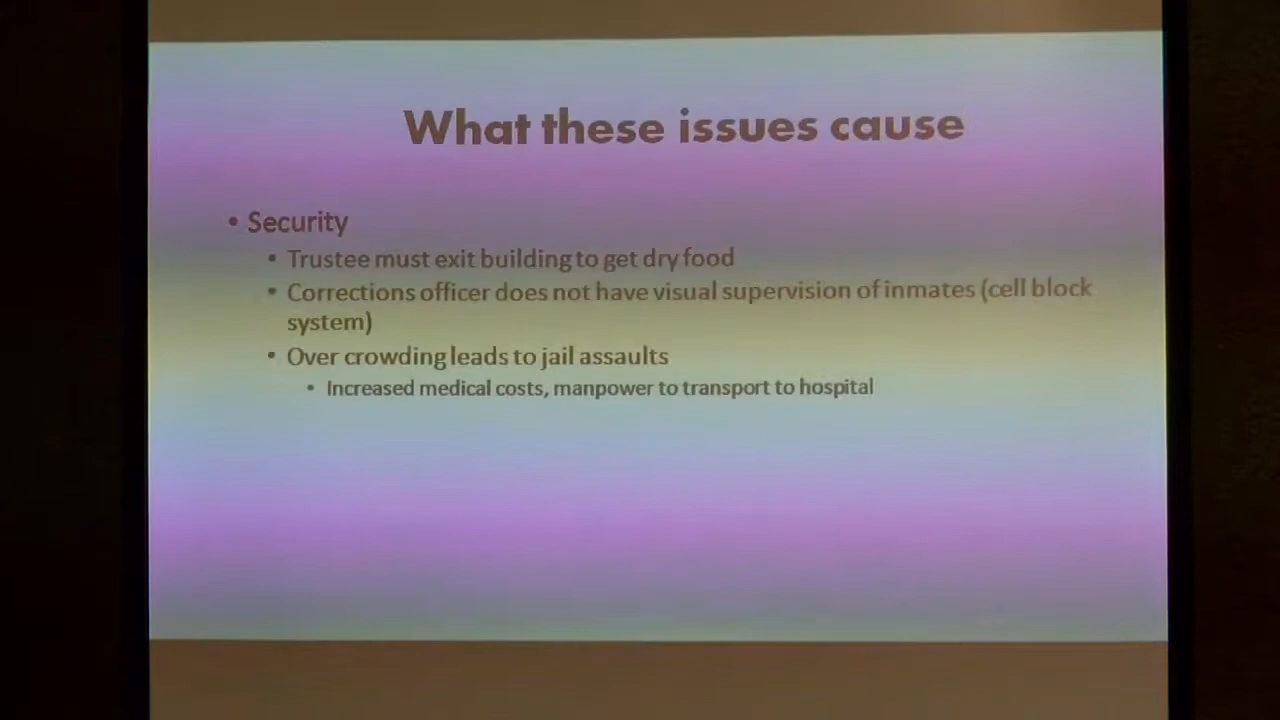 What these issues cause
• Security
• Trustee must exit building to get dry food
• Corrections officer does not have visual supervision of inmates (cell block
system)
• Over crowding leads to jail assaults
• Increased medical costs, manpower to transport to hospital